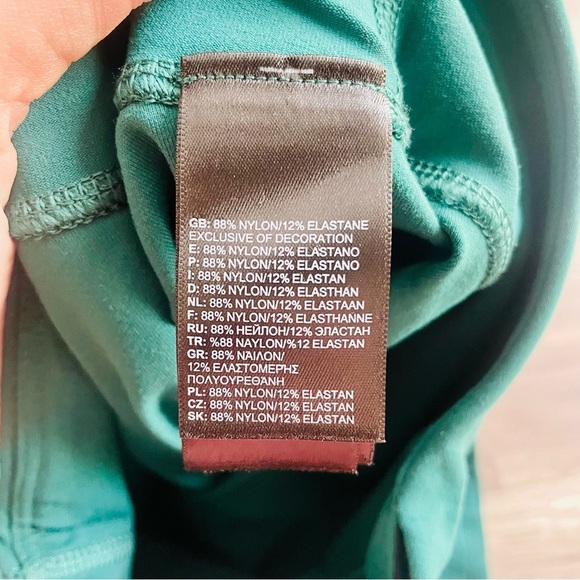 GB: 88% NYLON/12% ELASTANE
EXCLUSIVE OF DECORATION
E: 88% NYLON/12% ELASTANO
P: 88% NYLON/12% ELASTANO
I: 88% NYLON/12% ELASTAN
D: 88% NYLON/12% ELASTHAN
NL: 88% NYLON/12% ELASTAAN
F: 88% NYLON/12% ELASTHANNE
RU: 88% НЕЙЛОН/12% ЭЛАСТАН
TR: %88 NAYLON/%12 ELASTAN
GR: 88% ΝΆΙΛΟΝ/
12% ΕΛΑΣΤΟΜΕΡΉΣ
ΠΟΛΥΟΥΡΕΘΆΝΗ
PL: 88% NYLON/12% ELASTAN
CZ: 88% NYLON/12% ELASTAN
SK: 88% NYLON/12% ELASTAN